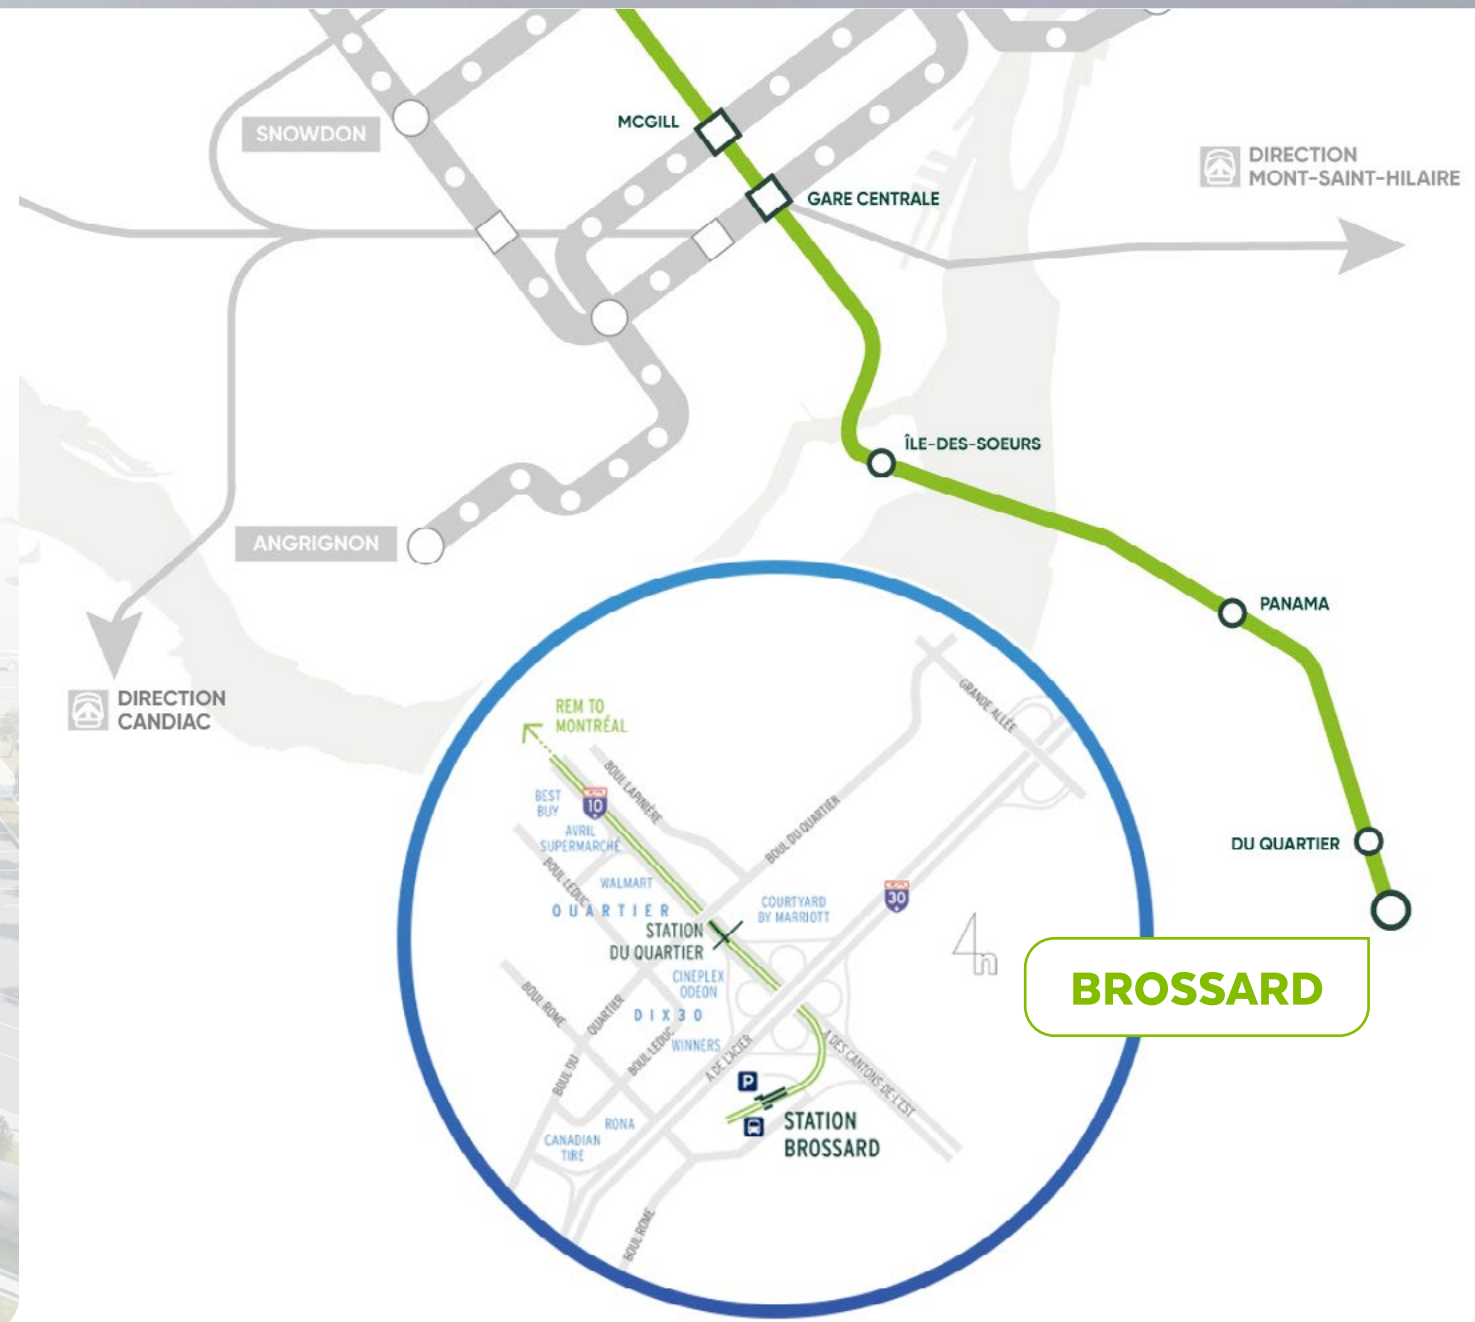 MCGILL
SNOWDON
DIRECTION
MONT-SAINT-HILAIRE
GARE CENTRALE
ÎLE-DES-SOEURS
ANGRIGNON
PANAMA
DIRECTION
CANDIAC
GRANDE ALLÉE
REM TO
MONTRÉAL
BOUL LAPINIÈRE
BEST
BUY
10
AVRIL
SUPERMARCHÉ
BOUL DU QUARTIER
DU QUARTIER
BOUL LEDUC
WALMART
30
COURTYARD
BY MARRIOTT
QUARTIER
STATION
DU QUARTIER
n
CINEPLEX
ODEON
BROSSARD
BOUL ROME
BOUL DU QUARTIER
DIX30
BOUL LEDUC
WINNERS
A DE L'ACIER
A DES CANTONS DE L'EST
P
STATION
BROSSARD
RONA
CANADIAN
TIRE
BOUL ROME